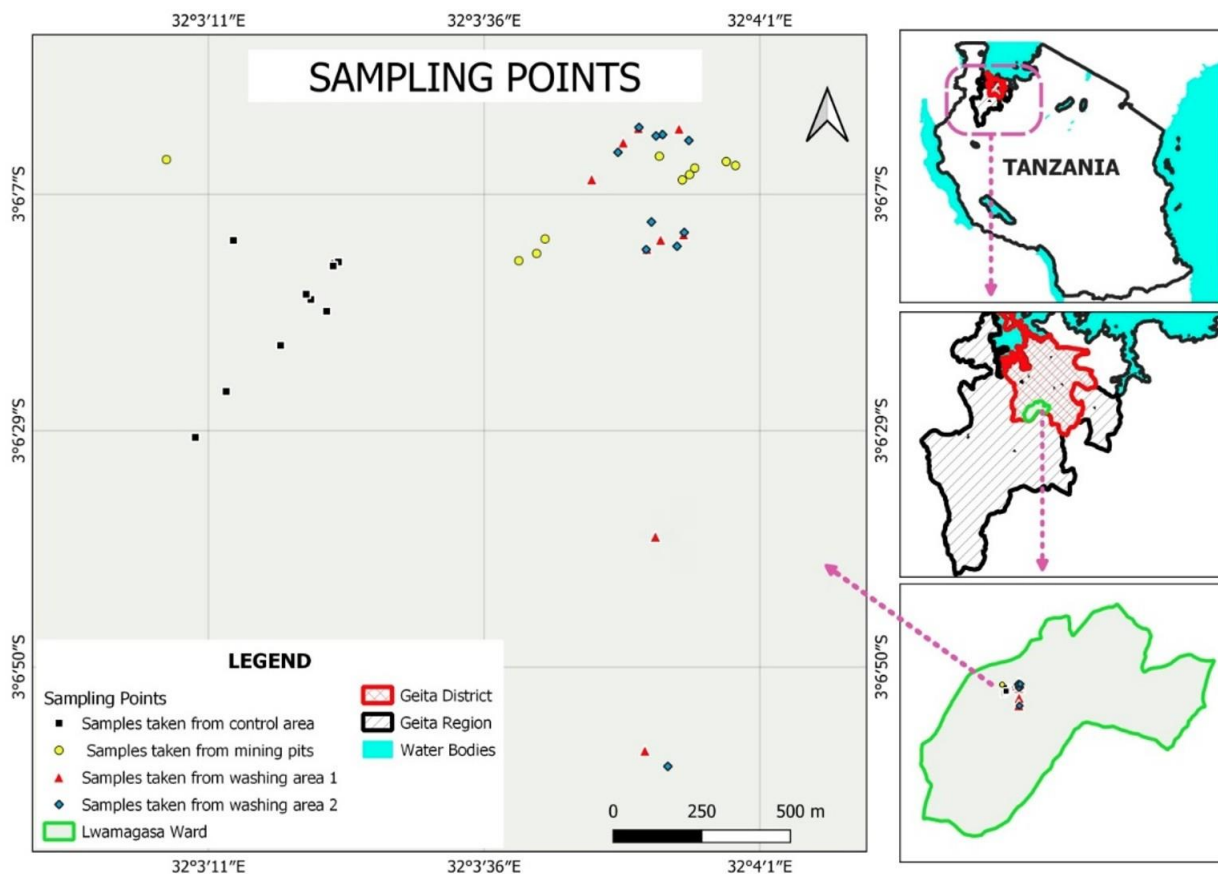 32°3′11″E
32°3′36″E
32°4′1″E
SAMPLING POINTS
TANZANIA
3°6′7″S
3°6′7″S
3°6′29″S
3°6′29″S
3°6′50″S
3°6′50″S
LEGEND
Sampling Points
Samples taken from control area
Samples taken from mining pits
Samples taken from washing area 1
Samples taken from washing area 2
Lwamagasa Ward
Geita District
Geita Region
Water Bodies
0 250 500 m
32°3′11″E
32°3′36″E
32°4′1″E